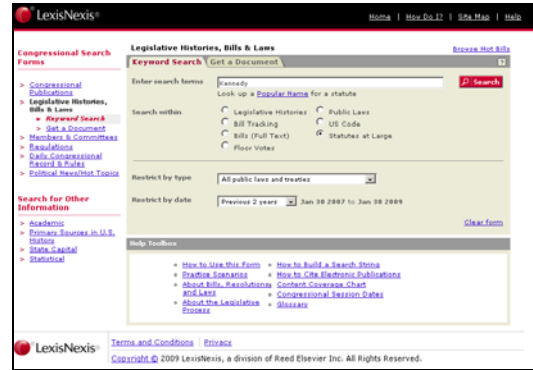 LexisNexis®
Home | How Do I? | Site Map | Help
Congressional Search
Forms
> Congressional
Publications
> Legislative Histories,
Bills & Laws
> Keyword Search
> Get a Document
> Members & Committees
> Regulations
> Daily Congressional
Record & Rules
> Political News/Hot Topics
Search for Other
Information
> Academic
> Primary Sources in U.S.
History
> State Capital
> Statistical
Legislative Histories, Bills & Laws
Browse Hot Bills
Keyword Search Get a Document
?
Enter search terms Kennedy Search
Look up a Popular Name for a statute
Search within Legislative Histories Public Laws
Bill Tracking US Code
Bills (Full Text) Statutes at Large
Floor Votes
Restrict by type All public laws and treaties
Restrict by date Previous 2 years Jan 30 2007 to Jan 30 2009
Clear form
Help Toolbox
How to Use this Form How to Build a Search String
Practice Scenarios How to Cite Electronic Publications
About Bills, Resolutions Content Coverage Chart
and Laws Congressional Session Dates
About the Legislative Glossary
Process
LexisNexis®
Terms and Conditions | Privacy
Copyright © 2009 LexisNexis, a division of Reed Elsevier Inc. All Rights Reserved.